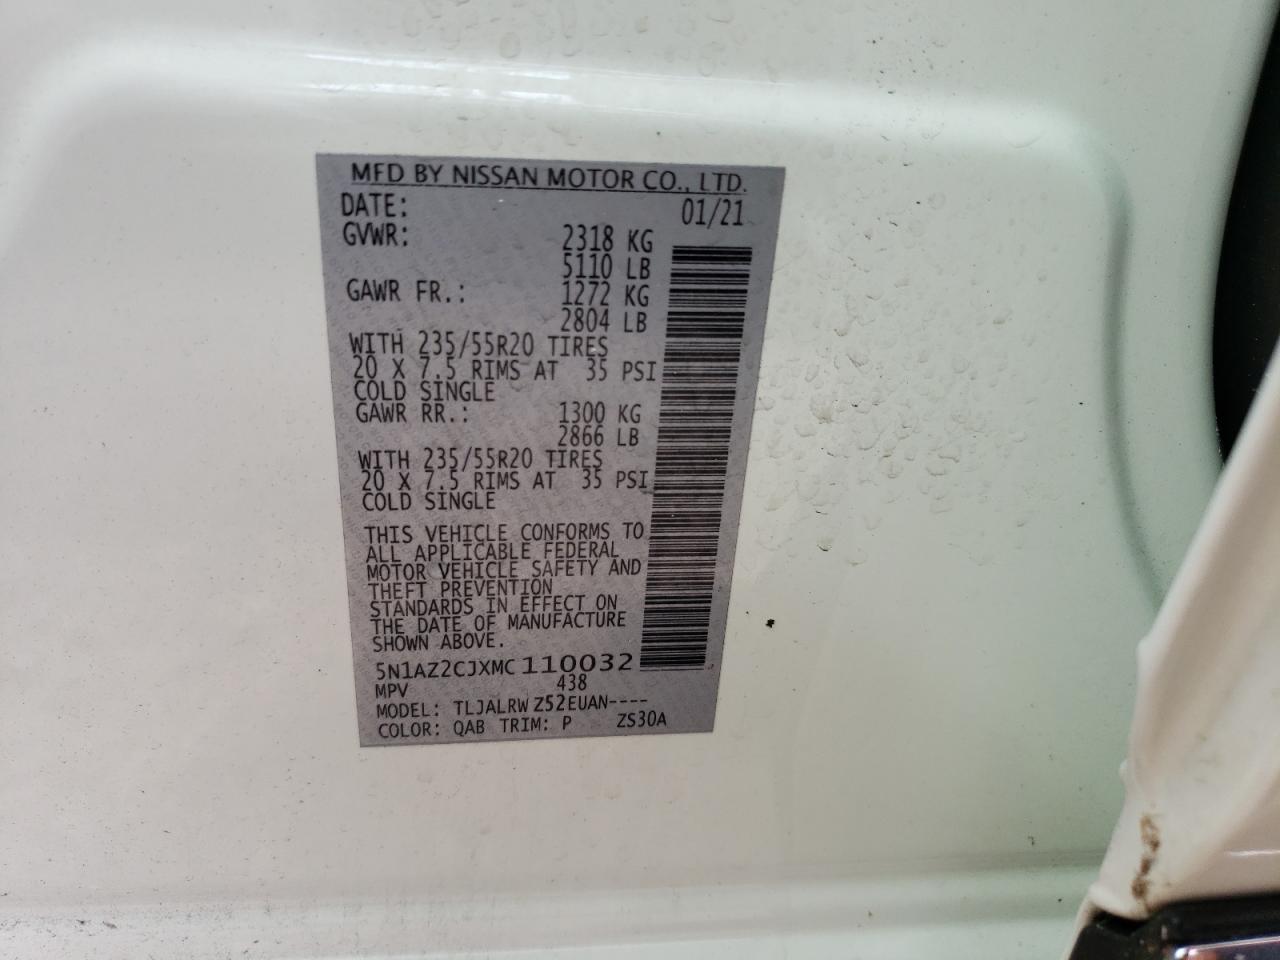 MFD BY NISSAN MOTOR CO., LTD.
DATE: 01/21
GVWR: 2318 KG
5110 LB
GAWR FR.: 1272 KG
2804 LB
WITH 235/55R20 TIRES
20 X 7.5 RIMS AT 35 PSI
COLD SINGLE
GAWR RR.: 1300 KG
2866 LB
WITH 235/55R20 TIRES
20 X 7.5 RIMS AT 35 PSI
COLD SINGLE
THIS VEHICLE CONFORMS TO
ALL APPLICABLE FEDERAL
MOTOR VEHICLE SAFETY AND
THEFT PREVENTION
STANDARDS IN EFFECT ON
THE DATE OF MANUFACTURE
SHOWN ABOVE.
5N1AZ2CJXMC110032
MPV 438
MODEL: TLJALRWZ52EUAN----
COLOR: QAB TRIM: P ZS30A